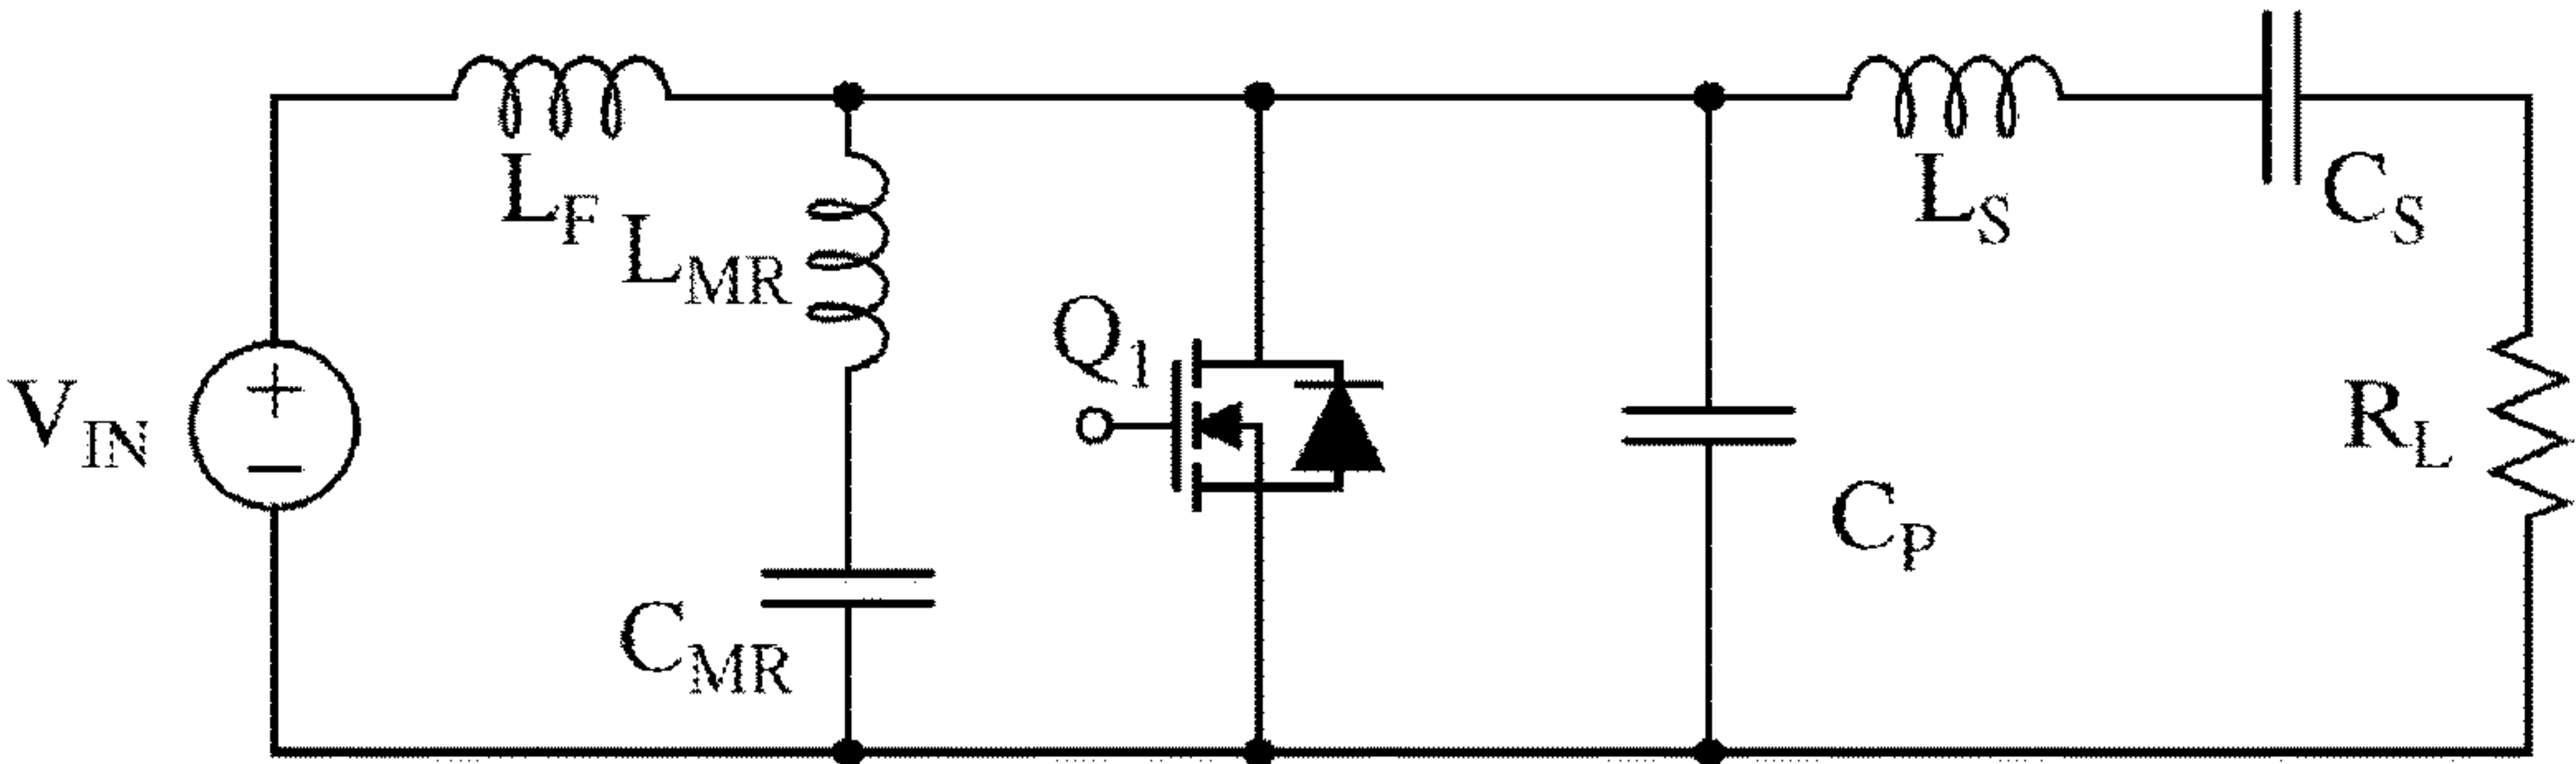 L_F
L_MR
L_S
C_S
Q_1
V_IN
+
−
R_L
C_P
C_MR